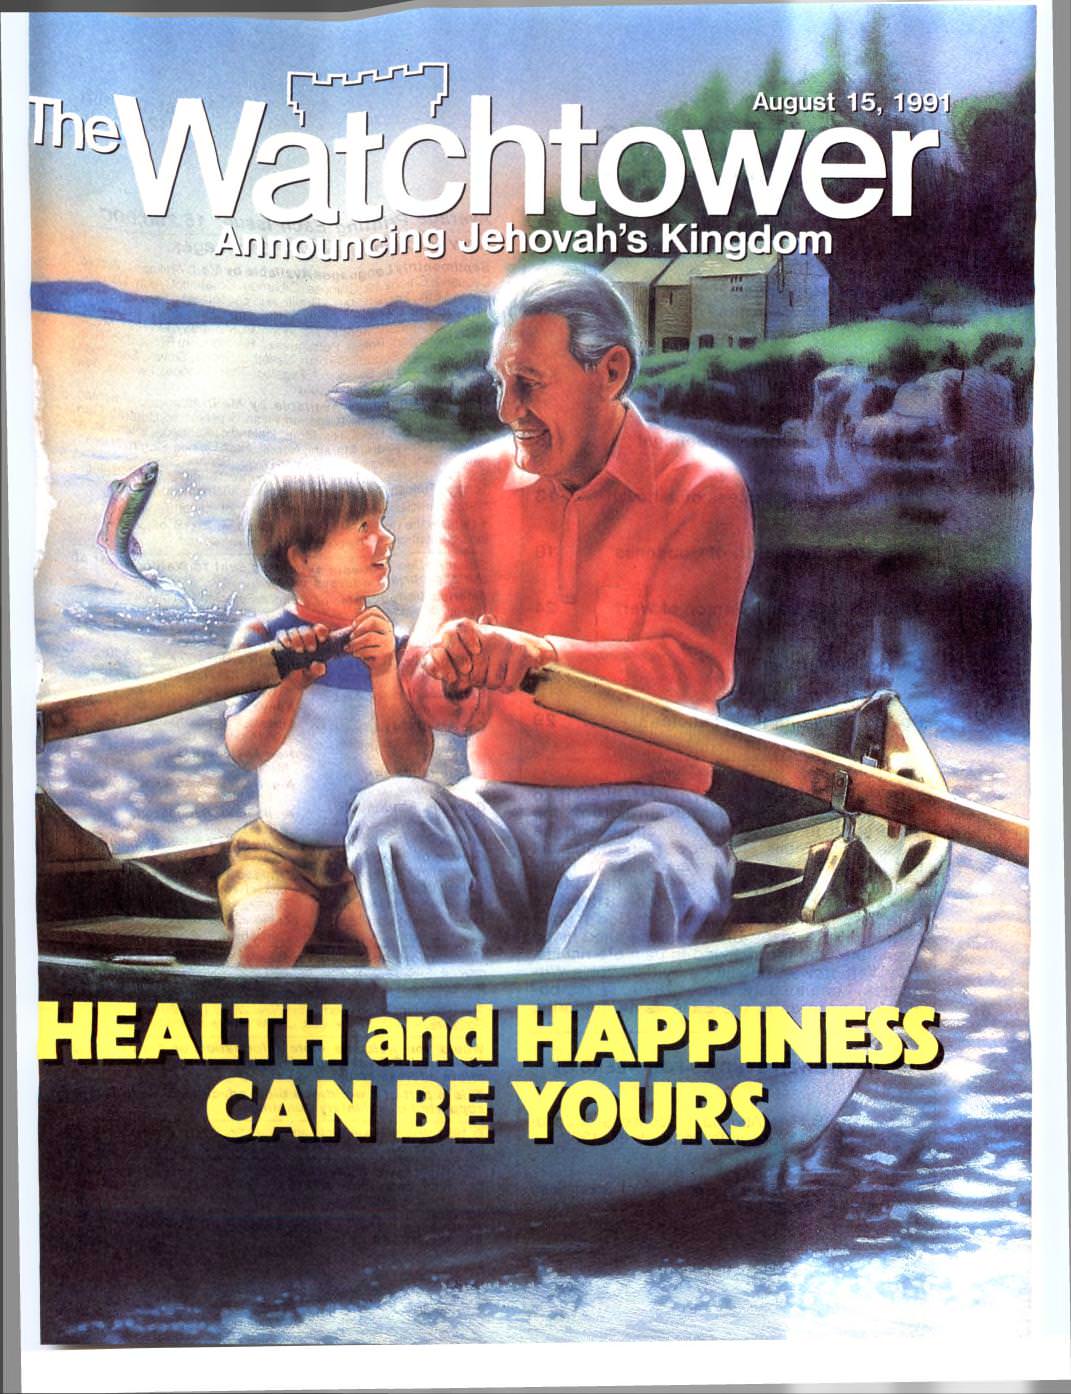 The Watchtower
August 15, 1991
Announcing Jehovah's Kingdom
HEALTH and HAPPINESS
CAN BE YOURS